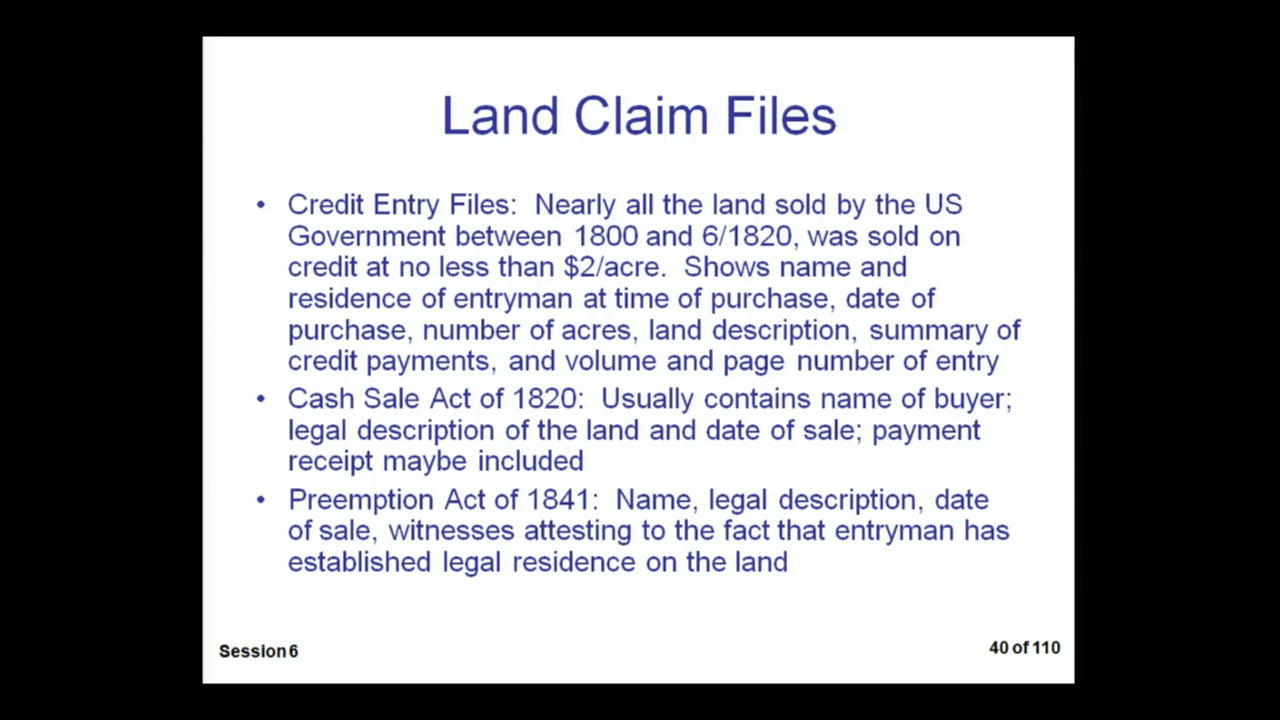 Land Claim Files
• Credit Entry Files:  Nearly all the land sold by the US
Government between 1800 and 6/1820, was sold on
credit at no less than $2/acre.  Shows name and
residence of entryman at time of purchase, date of
purchase, number of acres, land description, summary of
credit payments, and volume and page number of entry
• Cash Sale Act of 1820:  Usually contains name of buyer;
legal description of the land and date of sale; payment
receipt maybe included
• Preemption Act of 1841:  Name, legal description, date
of sale, witnesses attesting to the fact that entryman has
established legal residence on the land
Session 6
40 of 110